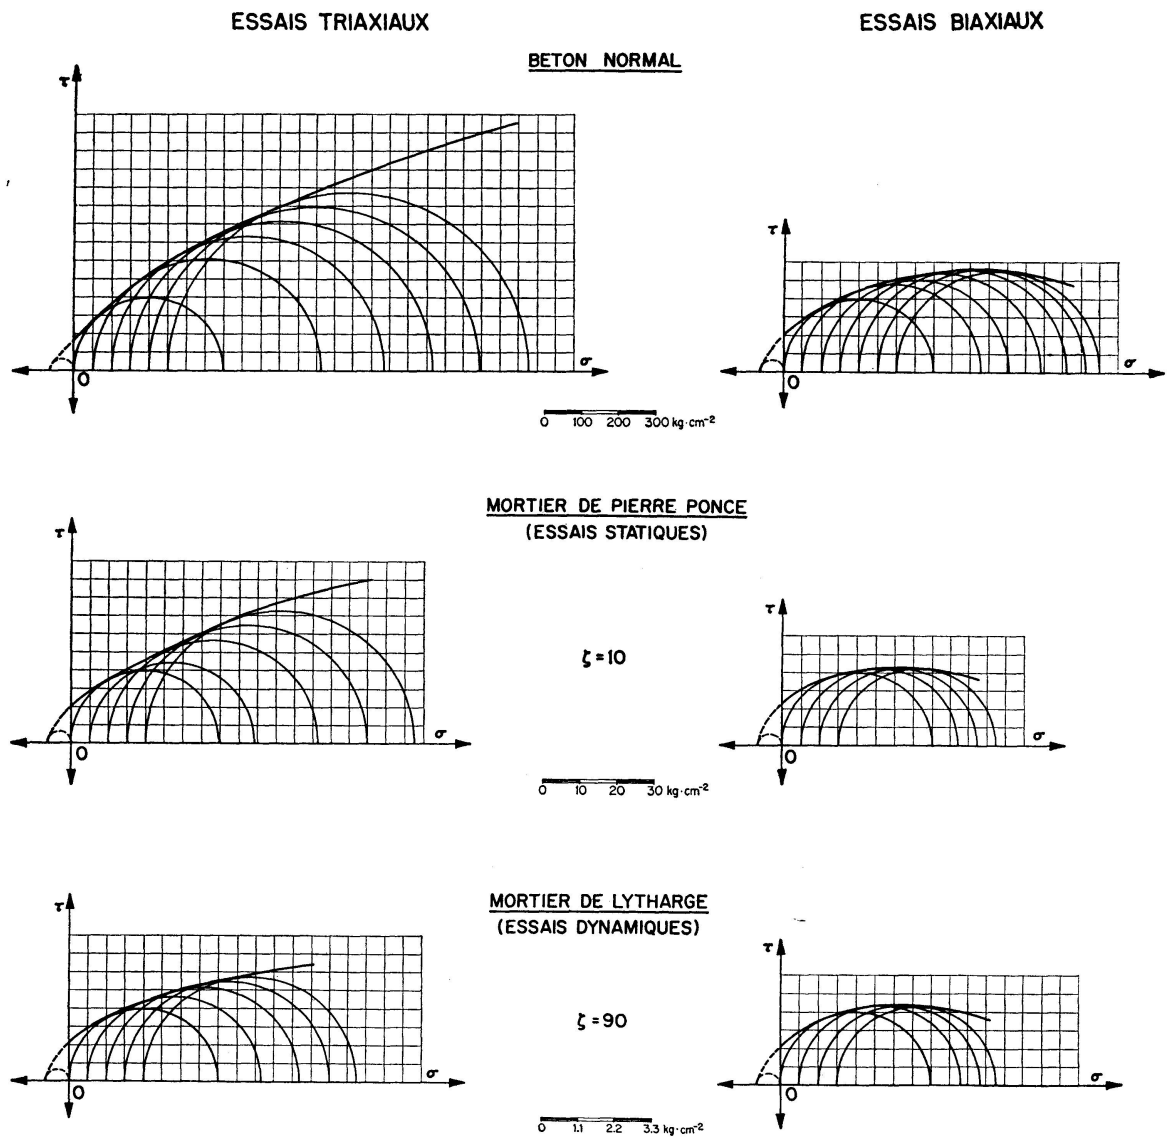 ESSAIS TRIAXIAUX
ESSAIS BIAXIAUX
BETON NORMAL
τ
σ
O
τ
σ
O
0 100 200 300 kg·cm⁻²
MORTIER DE PIERRE PONCE
(ESSAIS STATIQUES)
τ
σ
O
ζ = 10
τ
σ
O
0 10 20 30 kg·cm⁻²
MORTIER DE LYTHARGE
(ESSAIS DYNAMIQUES)
τ
σ
O
ζ = 90
τ
σ
O
0 1.1 2.2 3.3 kg·cm⁻²